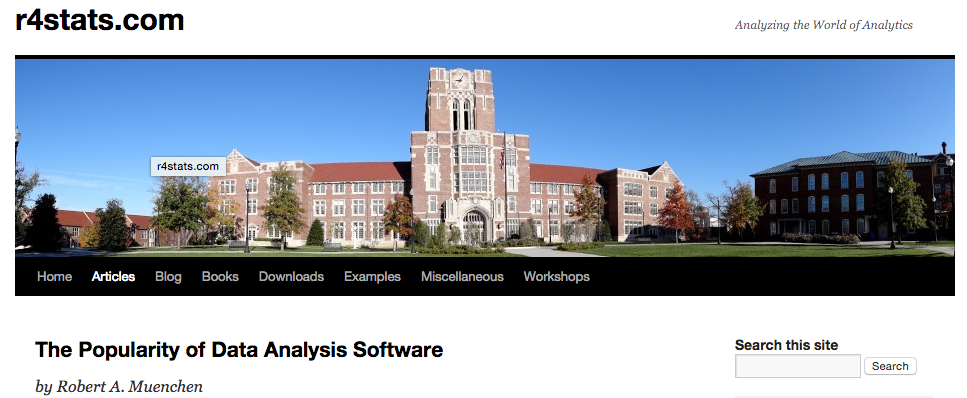 r4stats.com
Analyzing the World of Analytics
r4stats.com
Home Articles Blog Books Downloads Examples Miscellaneous Workshops
The Popularity of Data Analysis Software
Search this site
Search
by Robert A. Muenchen